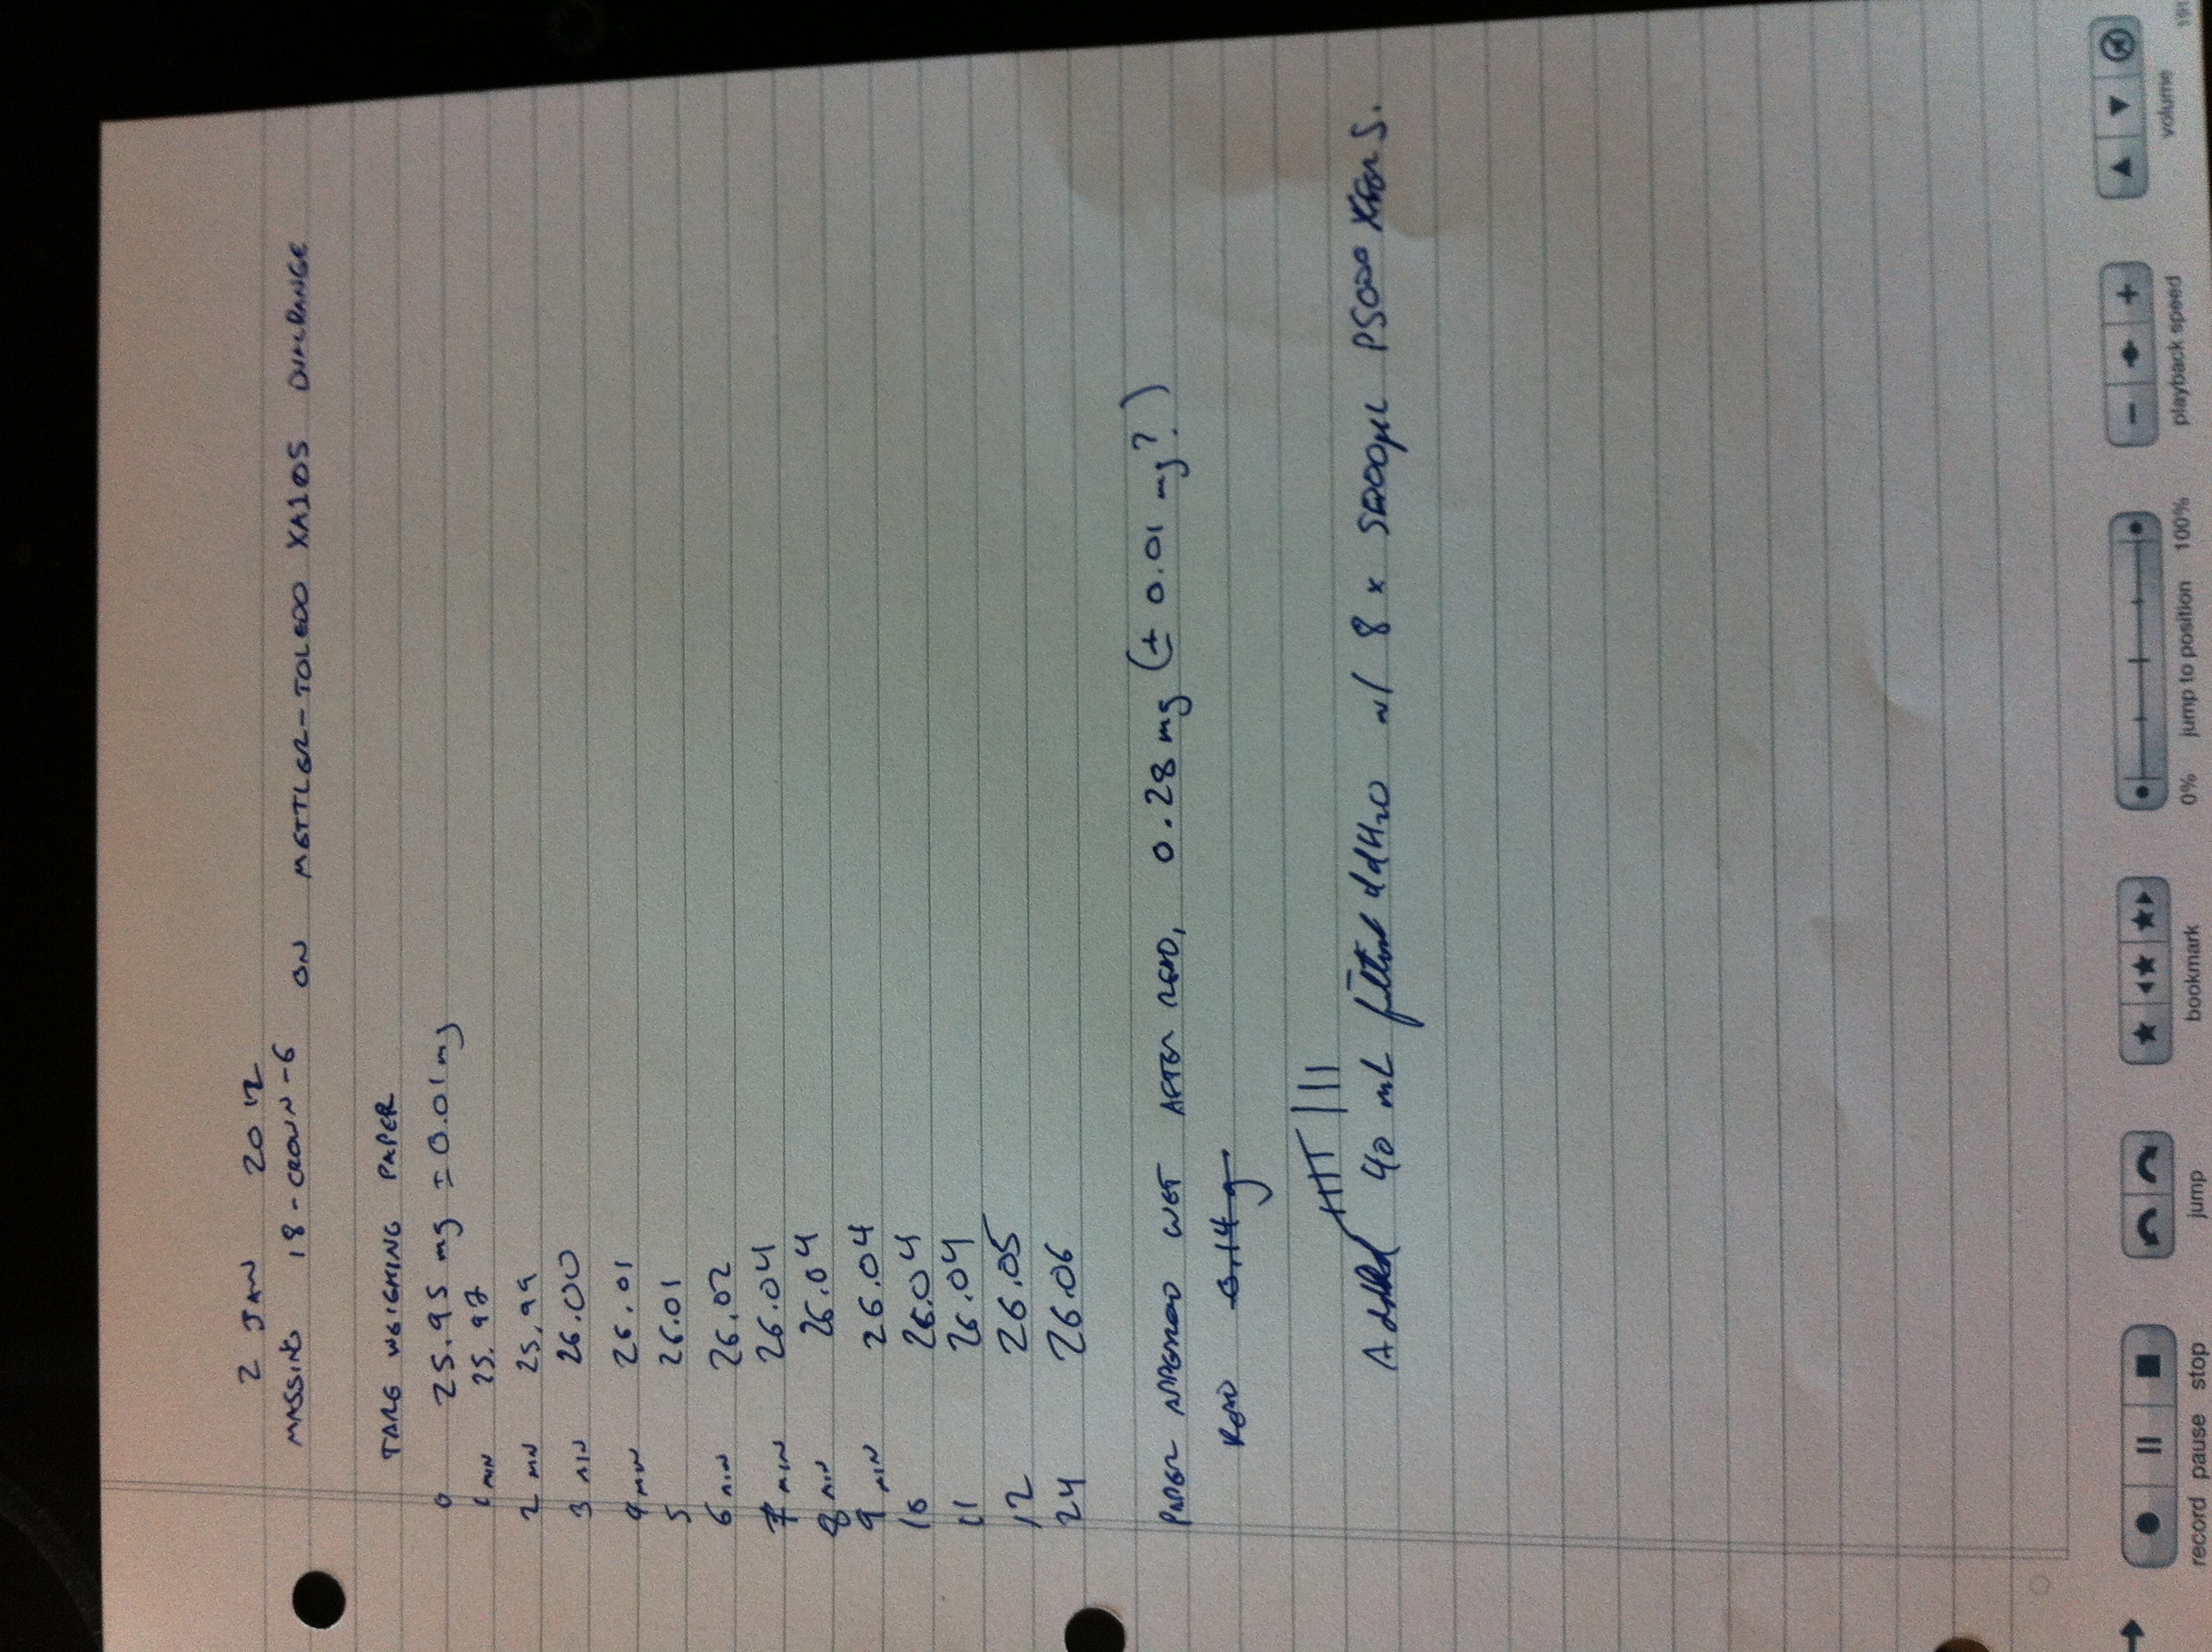 2 JAN 2012
MASSING 18-CROWN-6 ON METTLER-TOLEDO XA105 DUALRANGE
TARE WEIGHING PAPER
0 25.95 mg ± 0.01 mg
1 MIN 25.97
2 MIN 25.99
3 MIN 26.00
4 MIN 26.01
5 26.01
6 MIN 26.02
7 MIN 26.04
8 MIN 26.04
9 MIN 26.04
10 26.04
11 26.04
12 26.05
24 26.06
PAPER APPEARED WET AFTER READ, 0.28 mg (± 0.01 mg?)
READ 0.14 g
Added 40 mL filtered ddH2O w/ 8 x 5000µL P5000 XFERS.
record pause stop jump bookmark 0% jump to position 100% playback speed volume